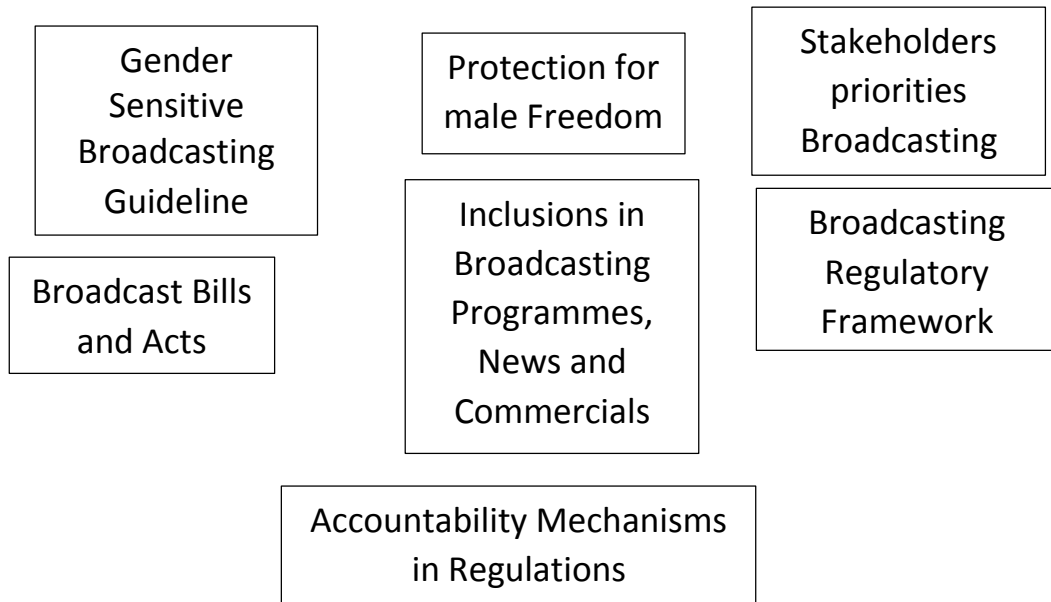 Gender
Sensitive
Broadcasting
Guideline
Protection for
male Freedom
Stakeholders
priorities
Broadcasting
Broadcast Bills
and Acts
Inclusions in
Broadcasting
Programmes,
News and
Commercials
Broadcasting
Regulatory
Framework
Accountability Mechanisms
in Regulations